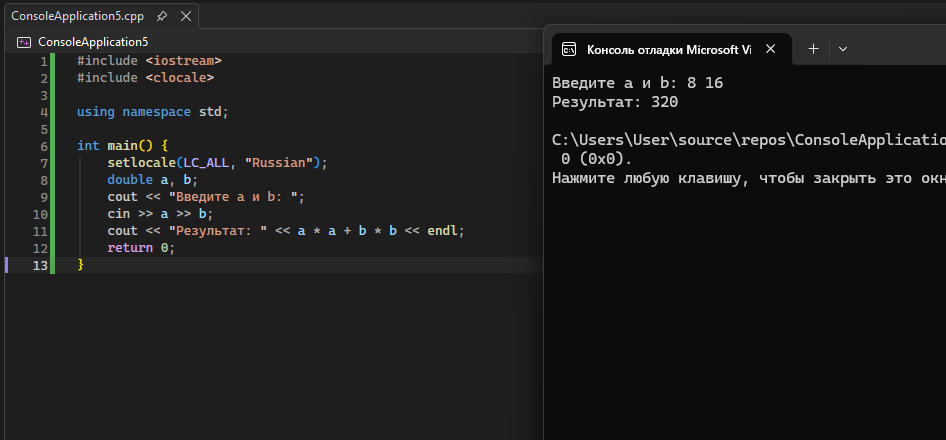 ConsoleApplication5.cpp
ConsoleApplication5
1 #include <iostream>
2 #include <clocale>
3
4 using namespace std;
5
6 int main() {
7 setlocale(LC_ALL, "Russian");
8 double a, b;
9 cout << "Введите a и b: ";
10 cin >> a >> b;
11 cout << "Результат: " << a * a + b * b << endl;
12 return 0;
13 }
Консоль отладки Microsoft Vi
Введите a и b: 8 16
Результат: 320
C:\Users\User\source\repos\ConsoleApplicatio
0 (0x0).
Нажмите любую клавишу, чтобы закрыть это окн